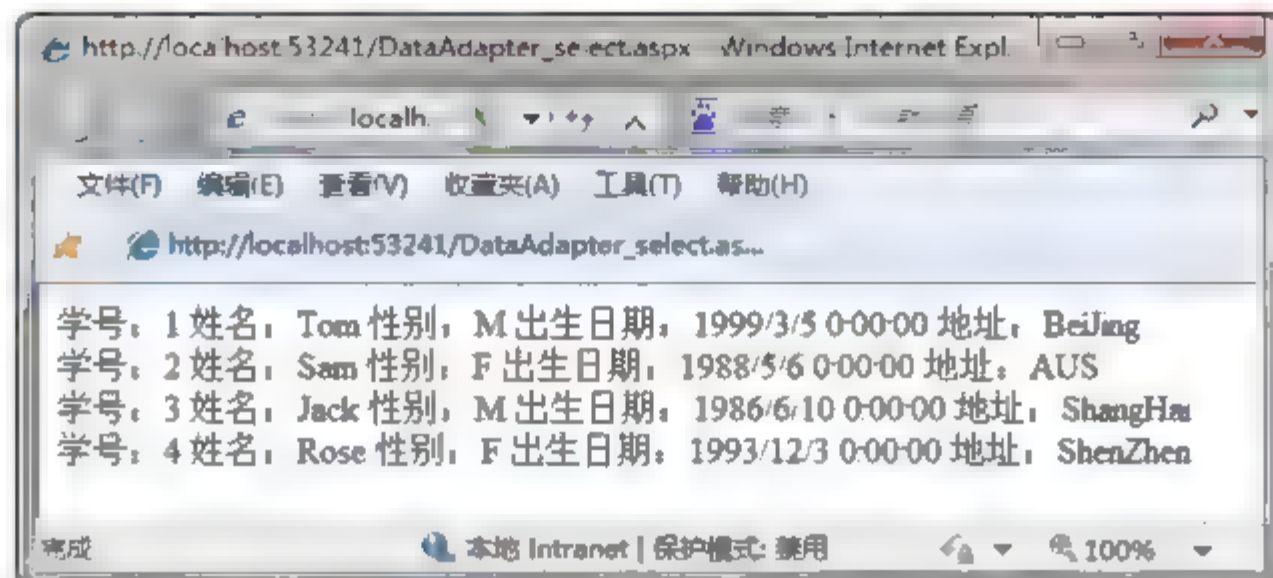 http://localhost:53241/DataAdapter_select.aspx Windows Internet Expl.
localh.
文件(F) 编辑(E) 查看(V) 收藏夹(A) 工具(T) 帮助(H)
http://localhost:53241/DataAdapter_select.as...
学号：1 姓名：Tom 性别：M 出生日期：1999/3/5 0:00:00 地址：BeiJing
学号：2 姓名：Sam 性别：F 出生日期：1988/5/6 0:00:00 地址：AUS
学号：3 姓名：Jack 性别：M 出生日期：1986/6/10 0:00:00 地址：ShangHai
学号：4 姓名：Rose 性别：F 出生日期：1993/12/3 0:00:00 地址：ShenZhen
完成 本地 Intranet | 保护模式: 禁用 100%